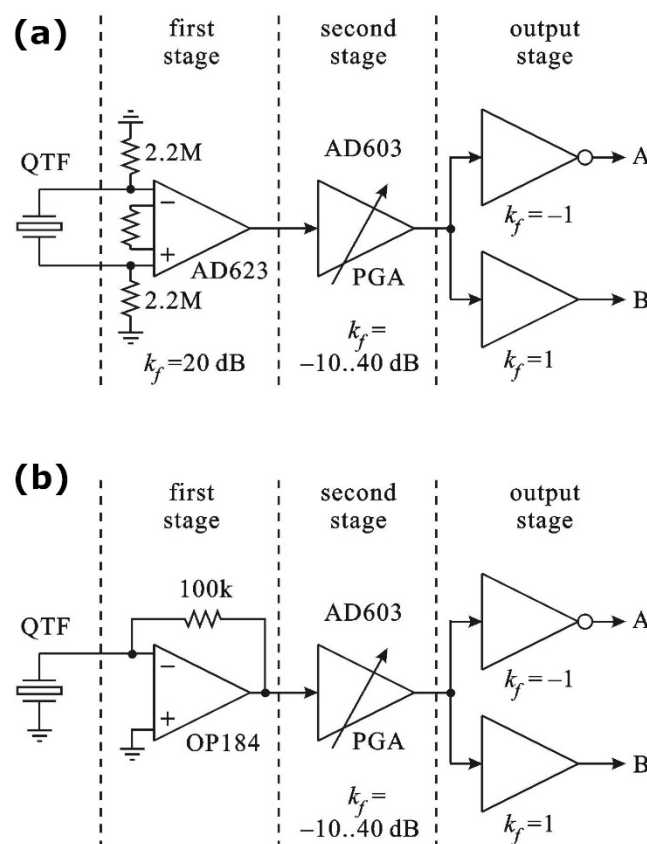 (a)
first
stage
second
stage
output
stage
QTF
2.2M
AD603
A
−
+
AD623
PGA
k_f = −1
2.2M
B
k_f =20 dB
k_f =
−10..40 dB
k_f = 1
(b)
first
stage
second
stage
output
stage
100k
QTF
AD603
A
−
+
OP184
PGA
k_f = −1
B
k_f =
−10..40 dB
k_f = 1